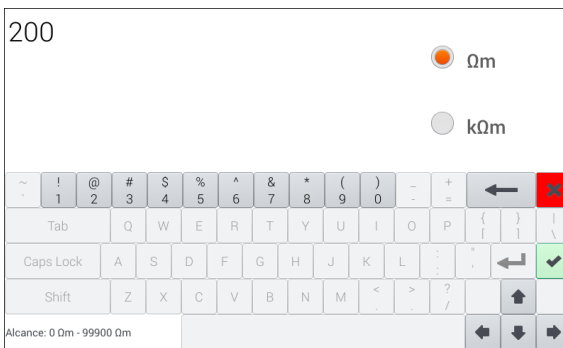 200
Ωm
kΩm
~ ! @ # $ % ^ & * ( ) _ +
` 1 2 3 4 5 6 7 8 9 0 - =
Tab Q W E R T Y U I O P { } |
[ ] \
Caps Lock A S D F G H J K L : "
; '
Shift Z X C V B N M < > ?
, . /
Alcance: 0 Ωm - 99900 Ωm